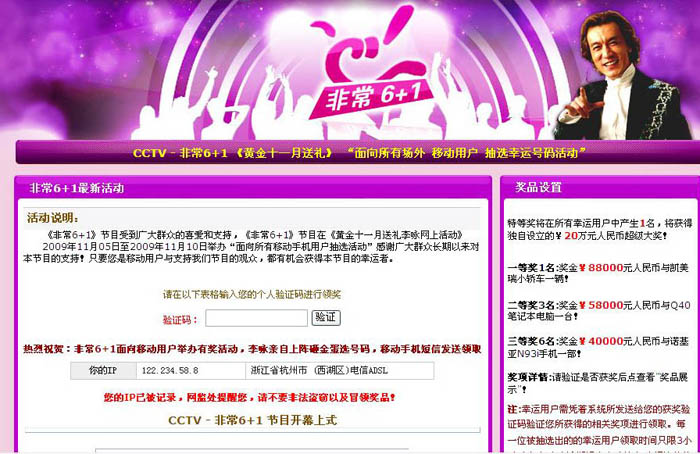 非常6+1
CCTV - 非常6+1 《黄金十一月送礼》 “面向所有场外 移动用户 抽选幸运号码活动”
非常6+1最新活动
活动说明:
《非常6+1》节目受到广大群众的喜爱和支持，《非常6+1》节目在《黄金十一月送礼李咏网上活动》
2009年11月05日至2009年11月10日举办“面向所有移动手机用户抽选活动”感谢广大群众长期以来对
本节目的支持！只要您是移动用户与支持我们节目的观众，都有机会获得本节目的幸运者。
请在以下表格输入您的个人验证码进行领奖
验证码： 验证
热烈祝贺：非常6+1面向移动用户举办有奖活动，李咏亲自上阵砸金蛋选号码，移动手机短信发送领取
你的IP 122.234.58.8 浙江省杭州市 (西湖区)电信ADSL
您的IP已被记录，网监处提醒您，请不要非法盗窃以及冒领奖品！
CCTV - 非常6+1 节目开幕上式
奖品设置
特等奖将在所有幸运用户中产生1名，将获得
独自设立的￥20万元人民币超级大奖！
一等奖1名:奖金￥88000元人民币与凯美
瑞小轿车一辆！
二等奖3名:奖金￥58000元人民币与Q40
笔记本电脑一台！
三等奖6名:奖金￥40000元人民币与诺基
亚N93i手机一部！
奖项详情:请验证是否获奖后点查看“奖品展
示”！
注:幸运用户需凭着系统所发送给您的获奖验
证码验证您所获得的相关奖项进行领取。每
一位被抽选出的的幸运用户领取时间只限3小